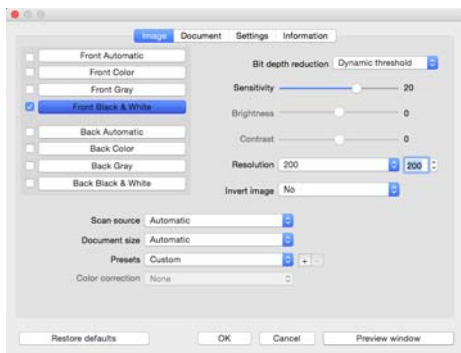 Image Document Settings Information
Front Automatic
Front Color
Front Gray
Front Black & White
Back Automatic
Back Color
Back Gray
Back Black & White
Bit depth reduction Dynamic threshold
Sensitivity 20
Brightness 0
Contrast 0
Resolution 200 200
Invert image No
Scan source Automatic
Document size Automatic
Presets Custom + -
Color correction None
Restore defaults OK Cancel Preview window